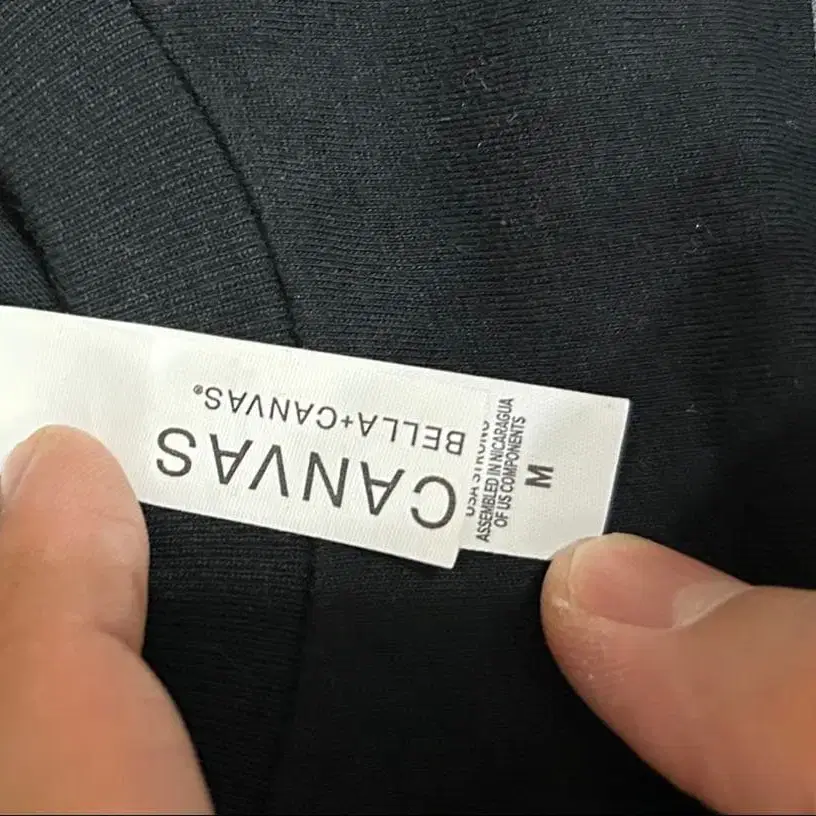 CANVAS
BELLA+CANVAS®
USA STRONG
ASSEMBLED IN NICARAGUA
OF US COMPONENTS
M